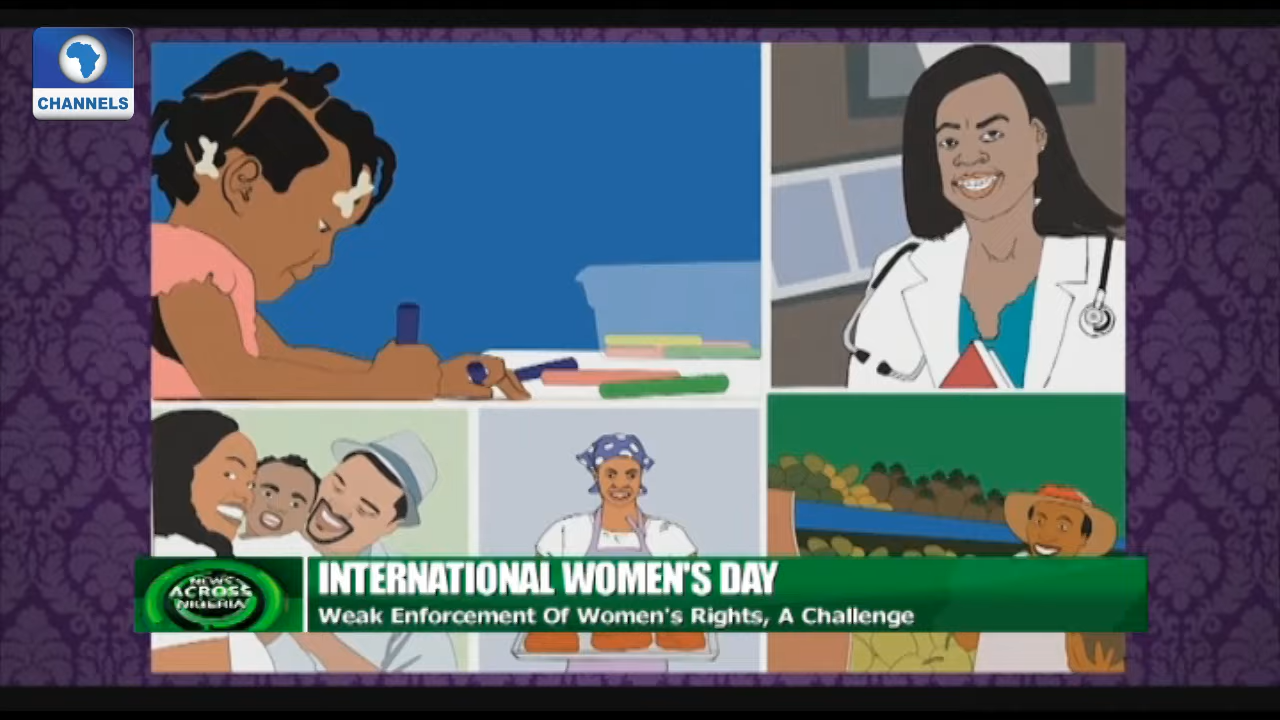 CHANNELS
INTERNATIONAL WOMEN'S DAY
NEWS
ACROSS
NIGERIA
Weak Enforcement Of Women's Rights, A Challenge